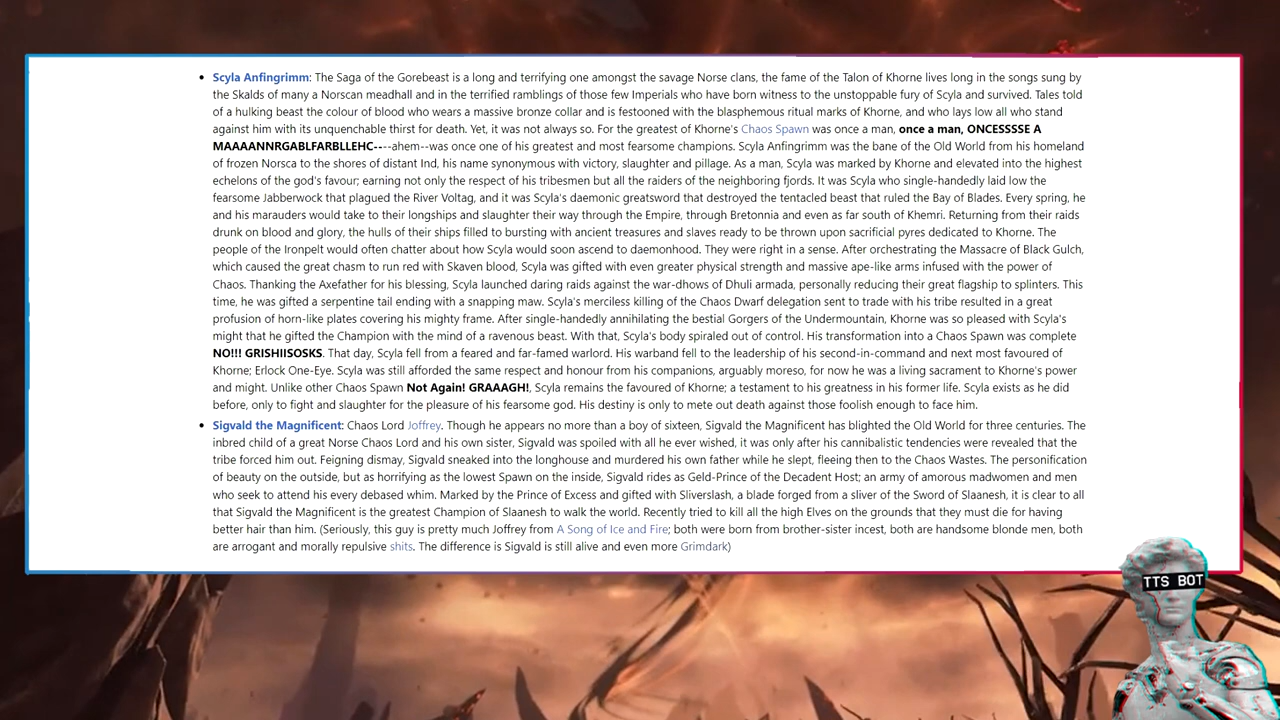 • Scyla Anfingrimm: The Saga of the Gorebeast is a long and terrifying one amongst the savage Norse clans, the fame of the Talon of Khorne lives long in the songs sung by
the Skalds of many a Norscan meadhall and in the terrified ramblings of those few Imperials who have born witness to the unstoppable fury of Scyla and survived. Tales told
of a hulking beast the colour of blood who wears a massive bronze collar and is festooned with the blasphemous ritual marks of Khorne, and who lays low all who stand
against him with its unquenchable thirst for death. Yet, it was not always so. For the greatest of Khorne's Chaos Spawn was once a man, once a man, ONCESSSSE A
MAAAANNRGABLFARBLLEHC----ahem--was once one of his greatest and most fearsome champions. Scyla Anfingrimm was the bane of the Old World from his homeland
of frozen Norsca to the shores of distant Ind, his name synonymous with victory, slaughter and pillage. As a man, Scyla was marked by Khorne and elevated into the highest
echelons of the god's favour; earning not only the respect of his tribesmen but all the raiders of the neighboring fjords. It was Scyla who single-handedly laid low the
fearsome Jabberwock that plagued the River Voltag, and it was Scyla's daemonic greatsword that destroyed the tentacled beast that ruled the Bay of Blades. Every spring, he
and his marauders would take to their longships and slaughter their way through the Empire, through Bretonnia and even as far south of Khemri. Returning from their raids
drunk on blood and glory, the hulls of their ships filled to bursting with ancient treasures and slaves ready to be thrown upon sacrificial pyres dedicated to Khorne. The
people of the Ironpelt would often chatter about how Scyla would soon ascend to daemonhood. They were right in a sense. After orchestrating the Massacre of Black Gulch,
which caused the great chasm to run red with Skaven blood, Scyla was gifted with even greater physical strength and massive ape-like arms infused with the power of
Chaos. Thanking the Axefather for his blessing, Scyla launched daring raids against the war-dhows of Dhuli armada, personally reducing their great flagship to splinters. This
time, he was gifted a serpentine tail ending with a snapping maw. Scyla's merciless killing of the Chaos Dwarf delegation sent to trade with his tribe resulted in a great
profusion of horn-like plates covering his mighty frame. After single-handedly annihilating the bestial Gorgers of the Undermountain, Khorne was so pleased with Scyla's
might that he gifted the Champion with the mind of a ravenous beast. With that, Scyla's body spiraled out of control. His transformation into a Chaos Spawn was complete
NO!!! GRISHIISOSKS. That day, Scyla fell from a feared and far-famed warlord. His warband fell to the leadership of his second-in-command and next most favoured of
Khorne; Erlock One-Eye. Scyla was still afforded the same respect and honour from his companions, arguably moreso, for now he was a living sacrament to Khorne's power
and might. Unlike other Chaos Spawn Not Again! GRAAAGH!, Scyla remains the favoured of Khorne; a testament to his greatness in his former life. Scyla exists as he did
before, only to fight and slaughter for the pleasure of his fearsome god. His destiny is only to mete out death against those foolish enough to face him.
• Sigvald the Magnificent: Chaos Lord Joffrey. Though he appears no more than a boy of sixteen, Sigvald the Magnificent has blighted the Old World for three centuries. The
inbred child of a great Norse Chaos Lord and his own sister, Sigvald was spoiled with all he ever wished, it was only after his cannibalistic tendencies were revealed that the
tribe forced him out. Feigning dismay, Sigvald sneaked into the longhouse and murdered his own father while he slept, fleeing then to the Chaos Wastes. The personification
of beauty on the outside, but as horrifying as the lowest Spawn on the inside, Sigvald rides as Geld-Prince of the Decadent Host; an army of amorous madwomen and men
who seek to attend his every debased whim. Marked by the Prince of Excess and gifted with Sliverslash, a blade forged from a sliver of the Sword of Slaanesh, it is clear to all
that Sigvald the Magnificent is the greatest Champion of Slaanesh to walk the world. Recently tried to kill all the high Elves on the grounds that they must die for having
better hair than him. (Seriously, this guy is pretty much Joffrey from A Song of Ice and Fire; both were born from brother-sister incest, both are handsome blonde men, both
are arrogant and morally repulsive shits. The difference is Sigvald is still alive and even more Grimdark)
TTS BOT